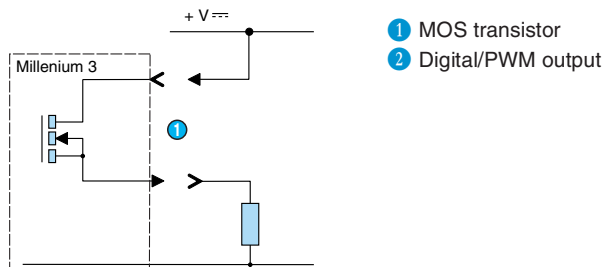 + V ⎓
Millenium 3
1
1 MOS transistor
2 Digital/PWM output